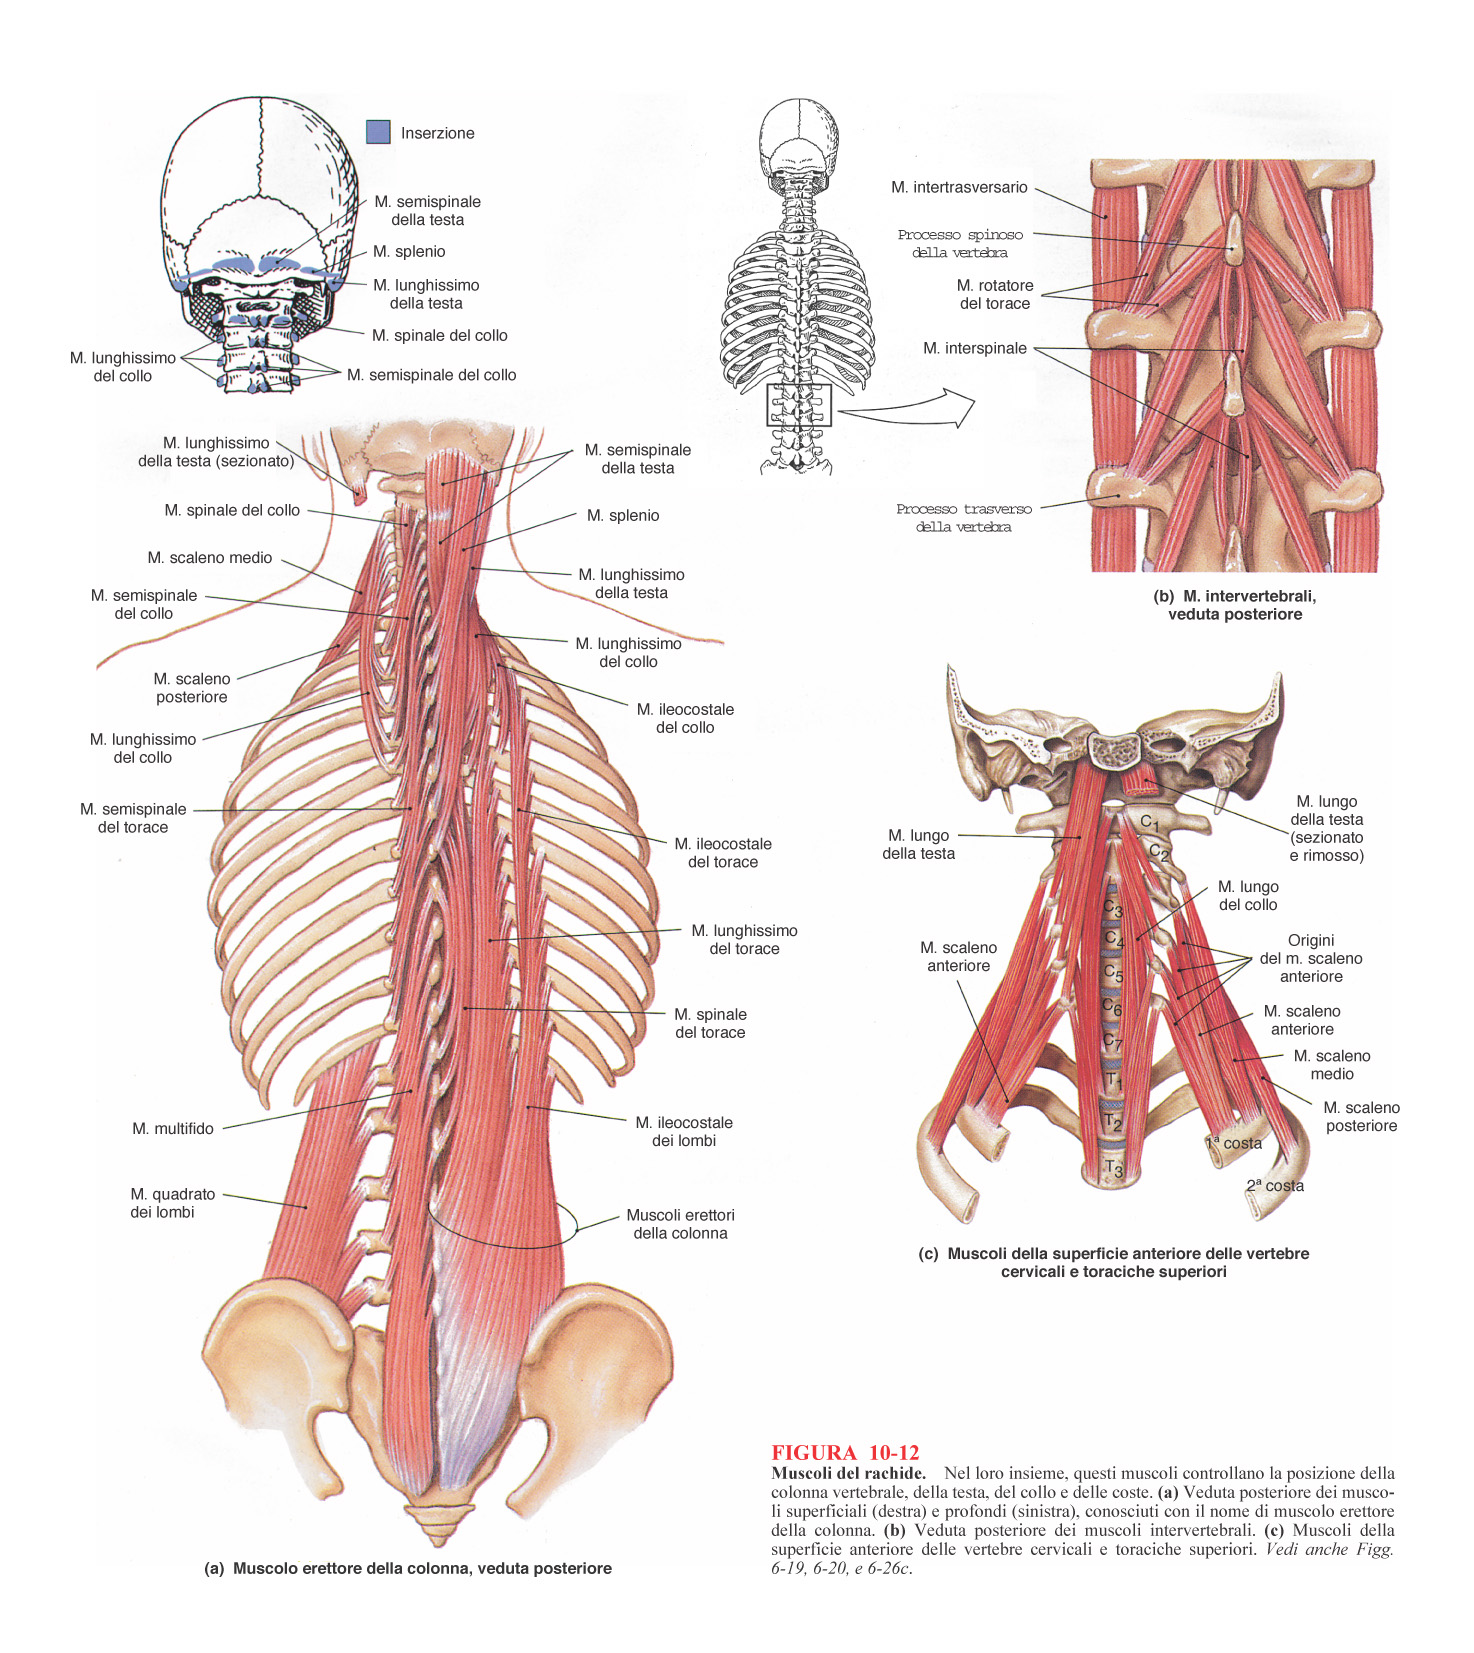 Inserzione
M. semispinale
della testa
M. splenio
M. lunghissimo
della testa
M. spinale del collo
M. lunghissimo
del collo
M. semispinale del collo
M. lunghissimo
della testa (sezionato)
M. semispinale
della testa
M. spinale del collo
M. splenio
M. scaleno medio
M. lunghissimo
della testa
M. semispinale
del collo
M. lunghissimo
del collo
M. scaleno
posteriore
M. ileocostale
del collo
M. lunghissimo
del collo
M. semispinale
del torace
M. ileocostale
del torace
M. lunghissimo
del torace
M. spinale
del torace
M. multifido
M. ileocostale
dei lombi
M. quadrato
dei lombi
Muscoli erettori
della colonna
(a) Muscolo erettore della colonna, veduta posteriore
M. intertrasversario
Processo spinoso
della vertebra
M. rotatore
del torace
M. interspinale
Processo trasverso
della vertebra
(b) M. intervertebrali,
veduta posteriore
M. lungo
della testa
(sezionato
e rimosso)
M. lungo
della testa
C1
C2
M. lungo
del collo
C3
C4
C5
C6
C7
T1
T2
T3
M. scaleno
anteriore
Origini
del m. scaleno
anteriore
M. scaleno
anteriore
M. scaleno
medio
M. scaleno
posteriore
1ª costa
2ª costa
(c) Muscoli della superficie anteriore delle vertebre
cervicali e toraciche superiori
FIGURA 10-12
Muscoli del rachide. Nel loro insieme, questi muscoli controllano la posizione della
colonna vertebrale, della testa, del collo e delle coste. (a) Veduta posteriore dei musco-
li superficiali (destra) e profondi (sinistra), conosciuti con il nome di muscolo erettore
della colonna. (b) Veduta posteriore dei muscoli intervertebrali. (c) Muscoli della
superficie anteriore delle vertebre cervicali e toraciche superiori. Vedi anche Figg.
6-19, 6-20, e 6-26c.